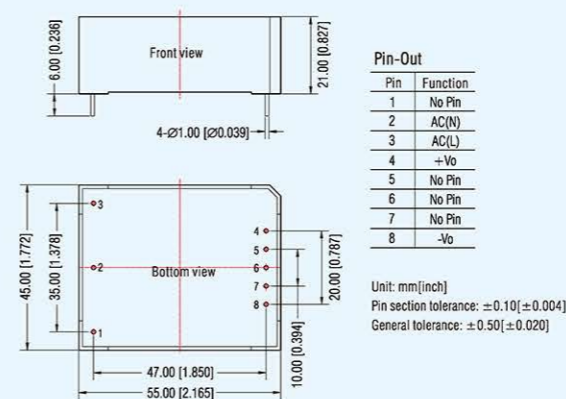 6.00 [0.236]
Front view
21.00 [0.827]
4-Ø1.00 [Ø0.039]
Pin-Out
Pin Function
1 No Pin
2 AC(N)
3 AC(L)
4 +Vo
5 No Pin
6 No Pin
7 No Pin
8 -Vo
45.00 [1.772]
35.00 [1.378]
3
2
1
Bottom view
4
5
6
7
8
20.00 [0.787]
10.00 [0.394]
47.00 [1.850]
55.00 [2.165]
Unit: mm[inch]
Pin section tolerance: ±0.10[±0.004]
General tolerance: ±0.50[±0.020]